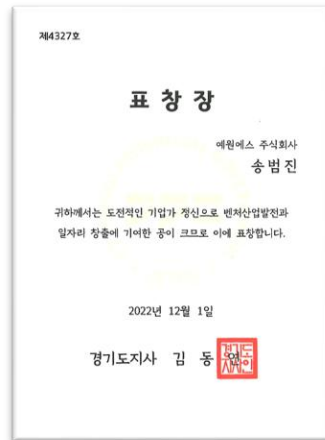 제4327호
표 창 장
예원에스 주식회사
송범진
귀하께서는 도전적인 기업가 정신으로 벤처산업발전과
일자리 창출에 기여한 공이 크므로 이에 표창합니다.
2022년 12월 1일
경기도지사 김 동 연